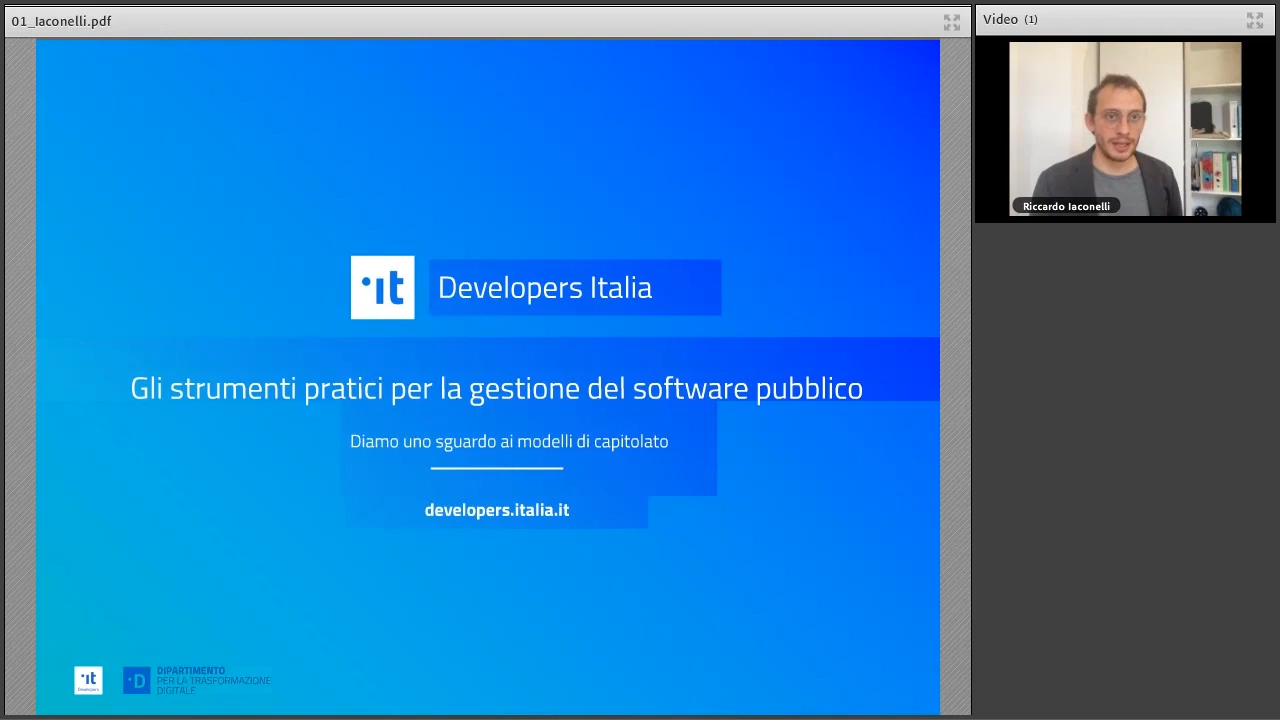 01_Iaconelli.pdf
Video (1)
Riccardo Iaconelli
·it
Developers Italia
Gli strumenti pratici per la gestione del software pubblico
Diamo uno sguardo ai modelli di capitolato
developers.italia.it
·it
Developers
·D
DIPARTIMENTO
PER LA TRASFORMAZIONE
DIGITALE